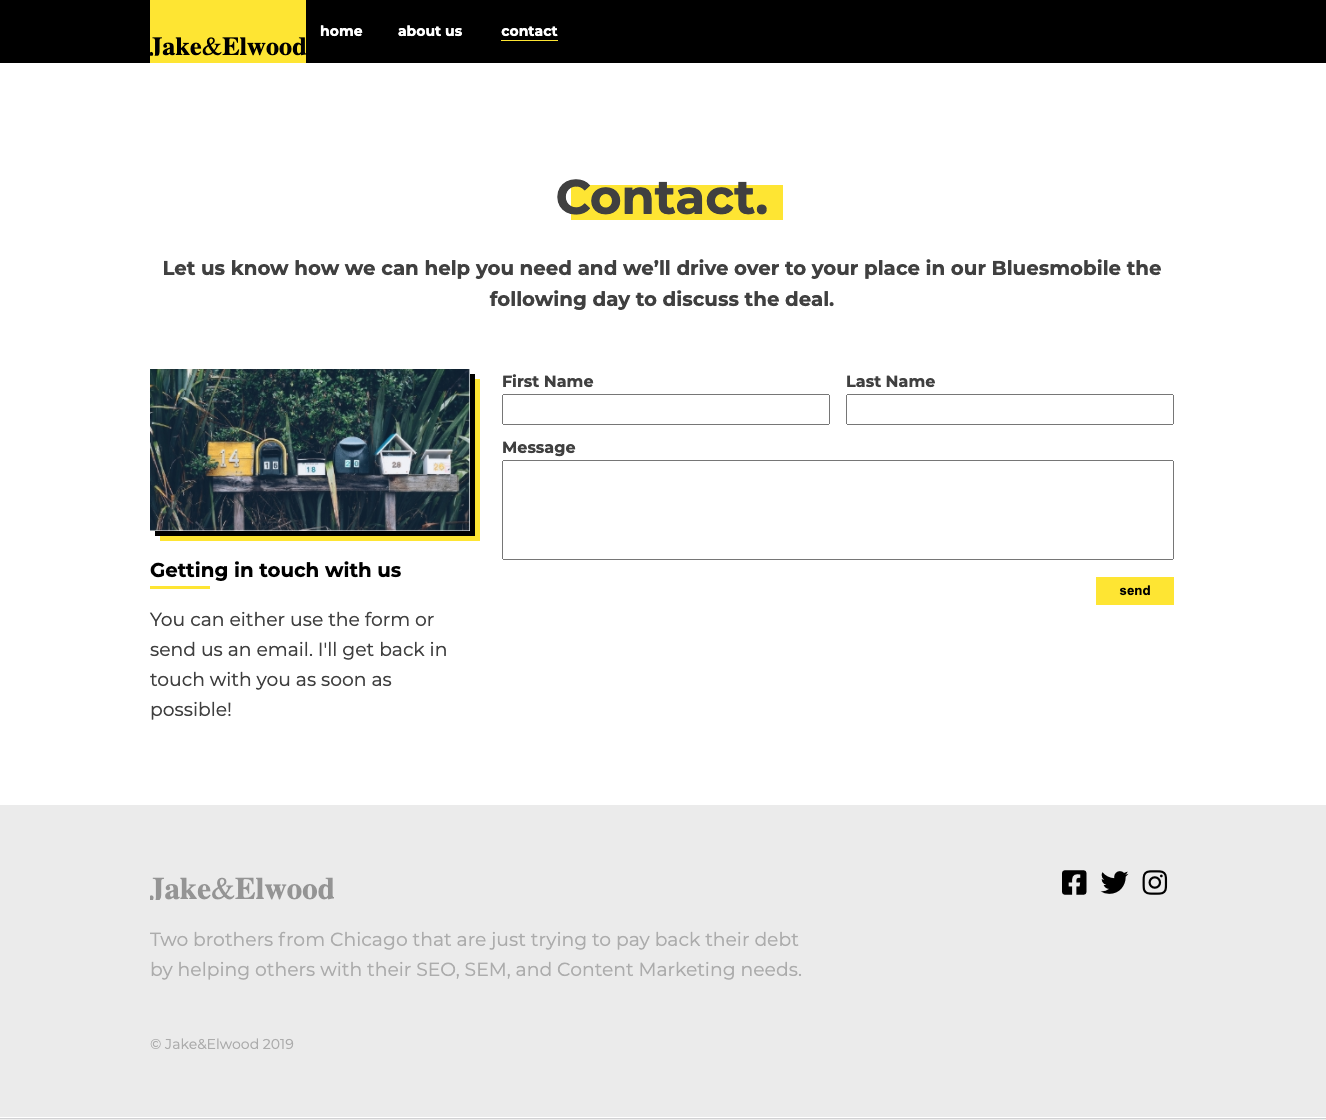 Jake&Elwood
home about us contact
Contact.
Let us know how we can help you need and we’ll drive over to your place in our Bluesmobile the
following day to discuss the deal.
14 16 18 20 28
First Name Last Name
Message
send
Getting in touch with us
You can either use the form or
send us an email. I'll get back in
touch with you as soon as
possible!
Jake&Elwood
Two brothers from Chicago that are just trying to pay back their debt
by helping others with their SEO, SEM, and Content Marketing needs.
© Jake&Elwood 2019